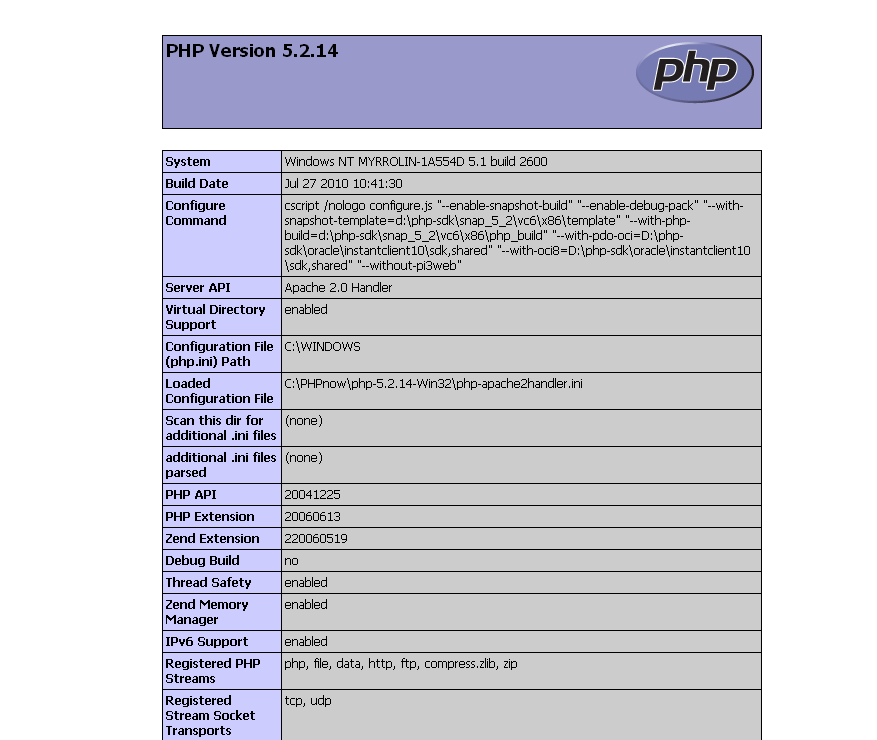 PHP Version 5.2.14
php
System Windows NT MYRROLIN-1A554D 5.1 build 2600
Build Date Jul 27 2010 10:41:30
Configure Command cscript /nologo configure.js "--enable-snapshot-build" "--enable-debug-pack" "--with-
snapshot-template=d:\php-sdk\snap_5_2\vc6\x86\template" "--with-php-
build=d:\php-sdk\snap_5_2\vc6\x86\php_build" "--with-pdo-oci=D:\php-
sdk\oracle\instantclient10\sdk,shared" "--with-oci8=D:\php-sdk\oracle\instantclient10
\sdk,shared" "--without-pi3web"
Server API Apache 2.0 Handler
Virtual Directory
Support enabled
Configuration File
(php.ini) Path C:\WINDOWS
Loaded
Configuration File C:\PHPnow\php-5.2.14-Win32\php-apache2handler.ini
Scan this dir for
additional .ini files (none)
additional .ini files
parsed (none)
PHP API 20041225
PHP Extension 20060613
Zend Extension 220060519
Debug Build no
Thread Safety enabled
Zend Memory
Manager enabled
IPv6 Support enabled
Registered PHP
Streams php, file, data, http, ftp, compress.zlib, zip
Registered
Stream Socket
Transports tcp, udp